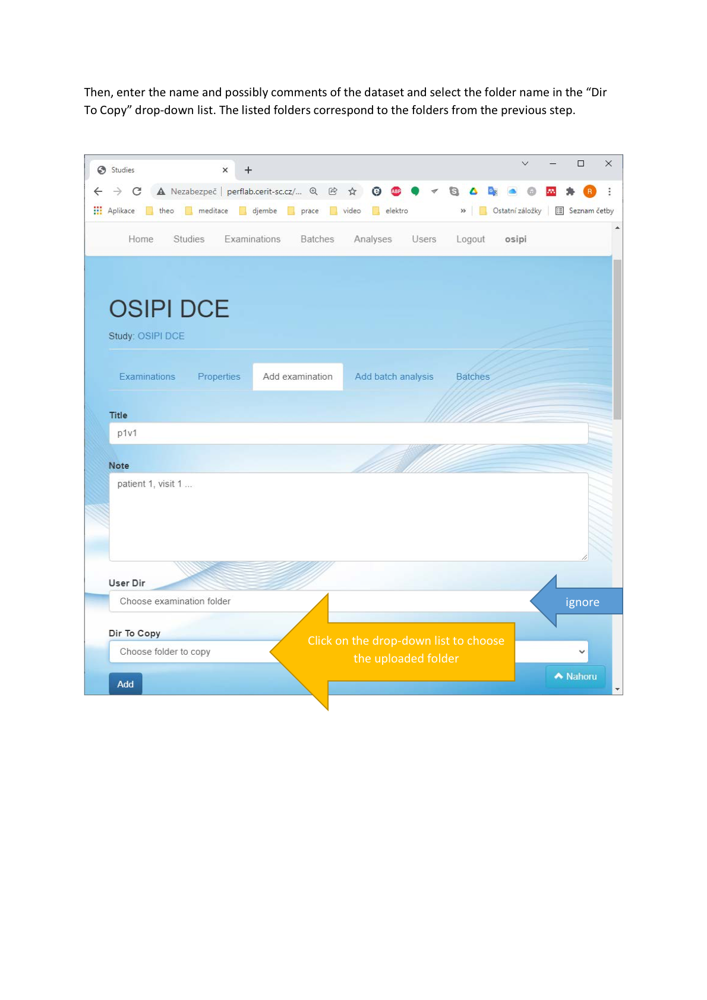 Then, enter the name and possibly comments of the dataset and select the folder name in the “Dir
To Copy” drop-down list. The listed folders correspond to the folders from the previous step.
Studies
Nezabezpeč | perflab.cerit-sc.cz/...
ABP
R
Aplikace theo meditace djembe prace video elektro » Ostatní záložky Seznam četby
Home Studies Examinations Batches Analyses Users Logout osipi
OSIPI DCE
Study: OSIPI DCE
Examinations Properties Add examination Add batch analysis Batches
Title
p1v1
Note
patient 1, visit 1 ...
User Dir
Choose examination folder
ignore
Dir To Copy
Choose folder to copy
Click on the drop-down list to choose
the uploaded folder
Nahoru
Add